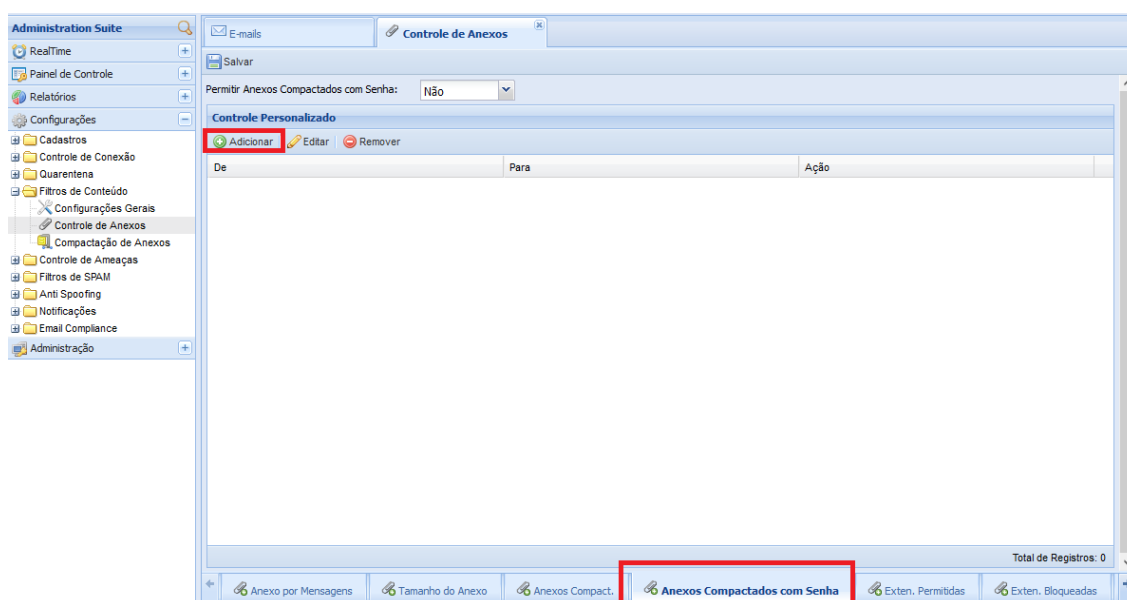 Administration Suite
RealTime
Painel de Controle
Relatórios
Configurações
Cadastros
Controle de Conexão
Quarentena
Filtros de Conteúdo
Configurações Gerais
Controle de Anexos
Compactação de Anexos
Controle de Ameaças
Filtros de SPAM
Anti Spoofing
Notificações
Email Compliance
Administração
E-mails
Controle de Anexos
Salvar
Permitir Anexos Compactados com Senha: Não
Controle Personalizado
Adicionar Editar Remover
De Para Ação
Total de Registros: 0
Anexo por Mensagens Tamanho do Anexo Anexos Compact. Anexos Compactados com Senha Exten. Permitidas Exten. Bloqueadas